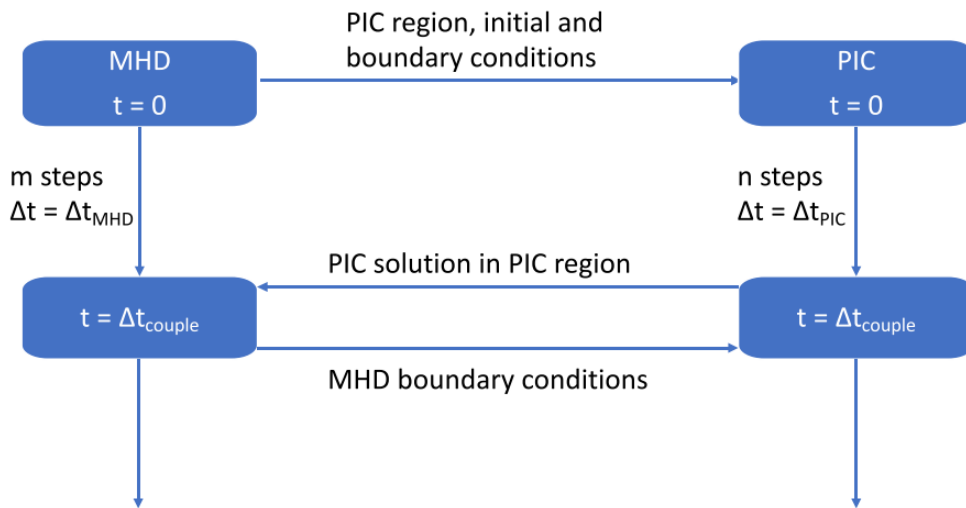 PIC region, initial and
boundary conditions
MHD
t = 0
PIC
t = 0
m steps
Δt = Δt_MHD
n steps
Δt = Δt_PIC
PIC solution in PIC region
t = Δt_couple
t = Δt_couple
MHD boundary conditions